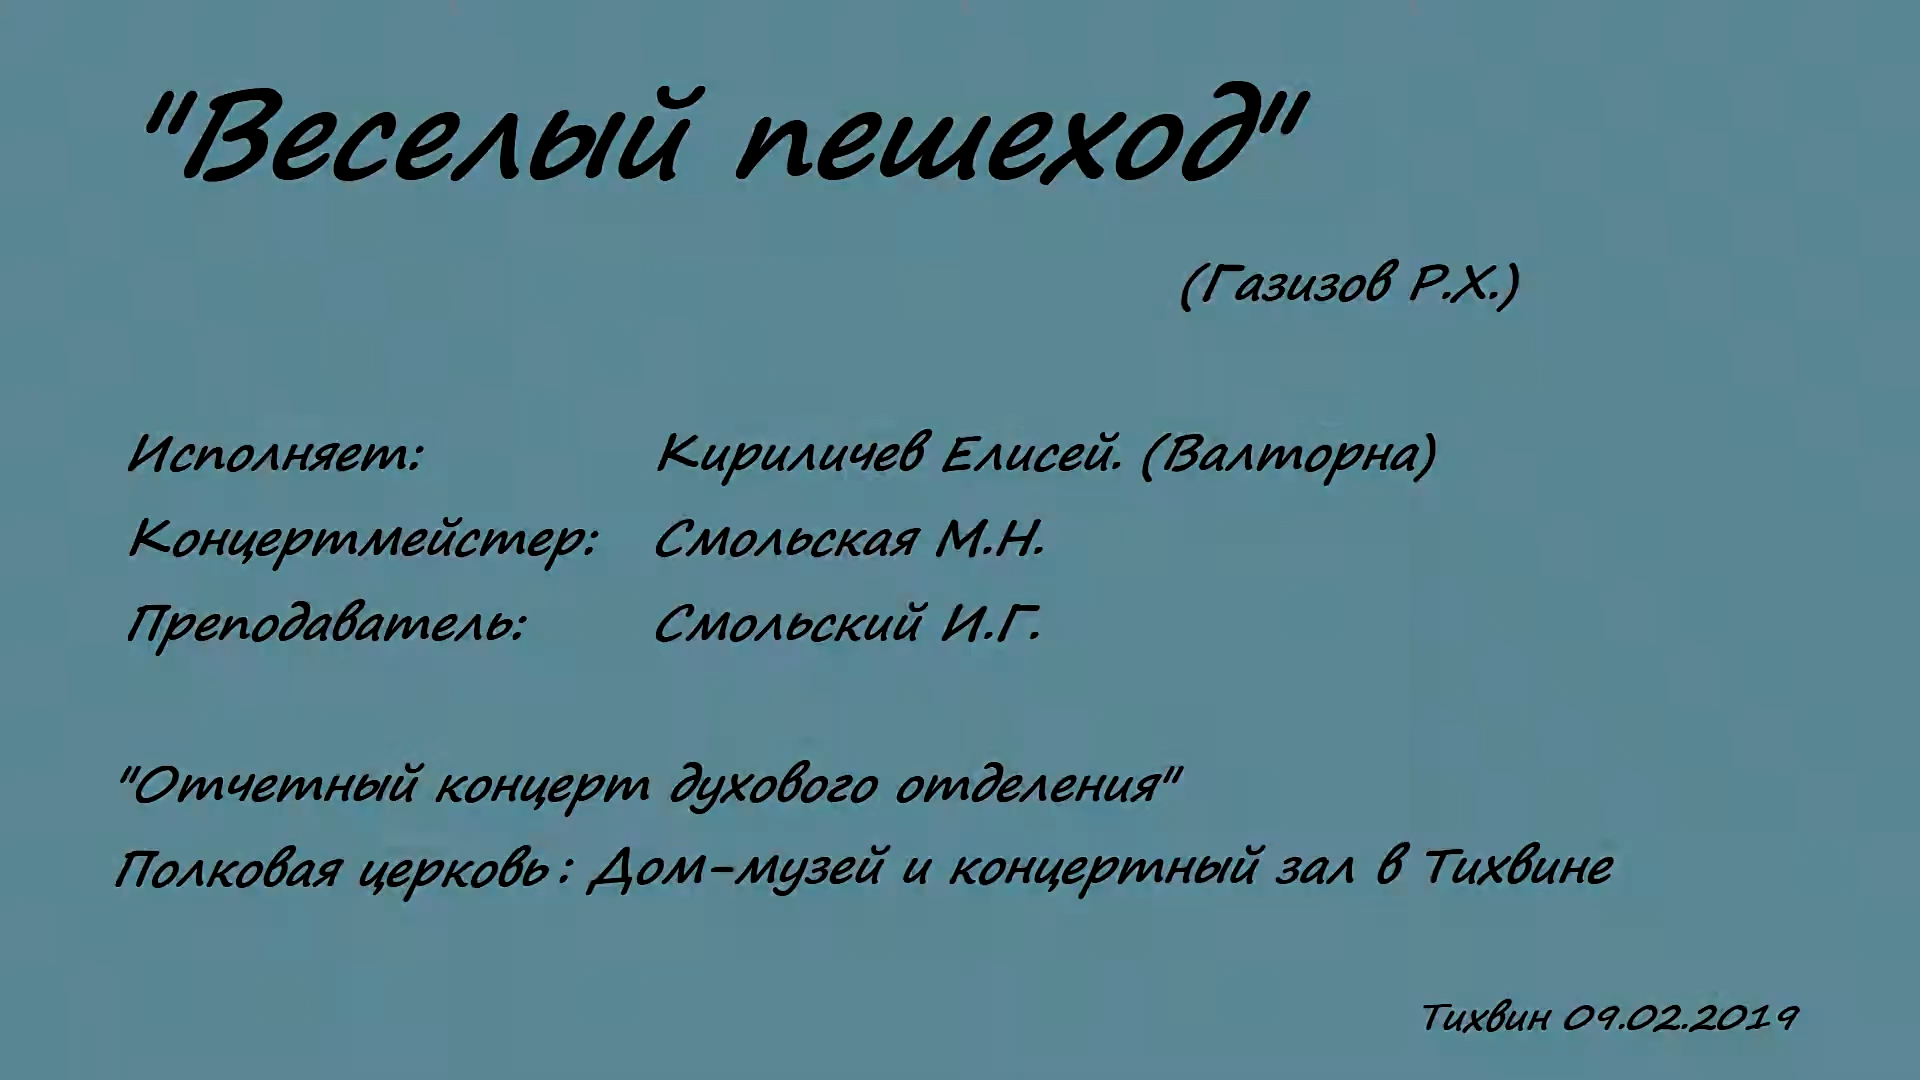 "Веселый пешеход"
(Газизов Р.Х.)
Исполняет: Кириличев Елисей. (Валторна)
Концертмейстер: Смольская М.Н.
Преподаватель: Смольский И.Г.
"Отчетный концерт духового отделения"
Полковая церковь: Дом-музей и концертный зал в Тихвине
Тихвин 09.02.2019